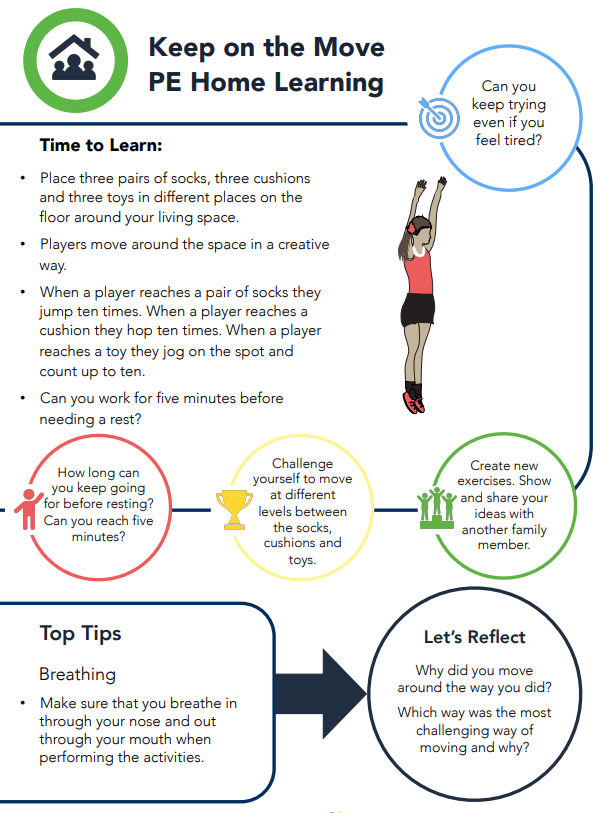 Keep on the Move
PE Home Learning
Can you
keep trying
even if you
feel tired?
Time to Learn:
• Place three pairs of socks, three cushions
and three toys in different places on the
floor around your living space.
• Players move around the space in a creative
way.
• When a player reaches a pair of socks they
jump ten times. When a player reaches a
cushion they hop ten times. When a player
reaches a toy they jog on the spot and
count up to ten.
• Can you work for five minutes before
needing a rest?
How long can
you keep going
for before resting?
Can you reach five
minutes?
Challenge
yourself to move
at different
levels between
the socks,
cushions and
toys.
Create new
exercises. Show
and share your
ideas with
another family
member.
Top Tips
Breathing
• Make sure that you breathe in
through your nose and out
through your mouth when
performing the activities.
Let's Reflect
Why did you move
around the way you did?
Which way was the most
challenging way of
moving and why?